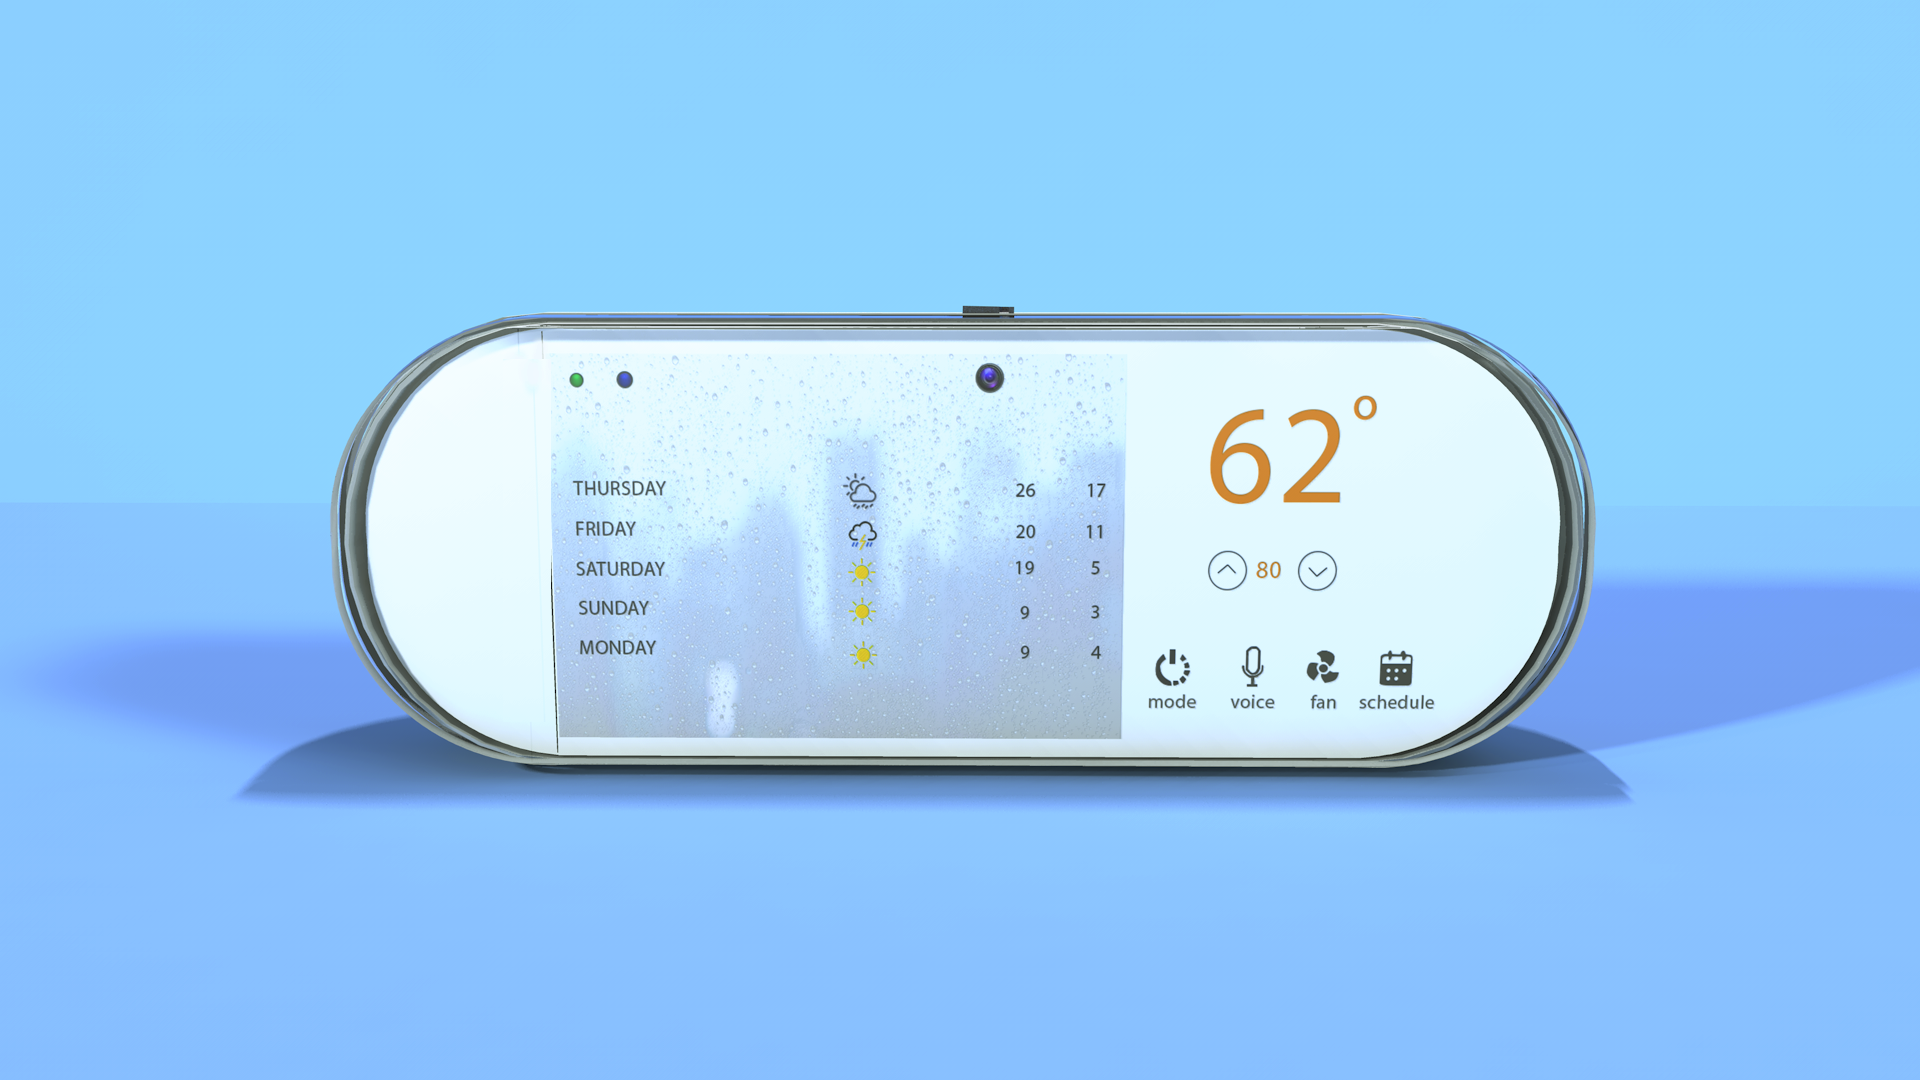 THURSDAY 26 17
FRIDAY 20 11
SATURDAY 19 5
SUNDAY 9 3
MONDAY 9 4
62°
80
mode voice fan schedule